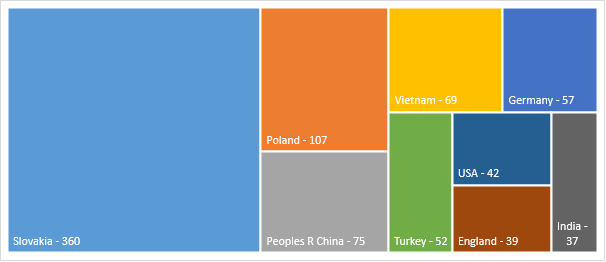 Slovakia - 360
Poland - 107
Peoples R China - 75
Vietnam - 69
Germany - 57
Turkey - 52
USA - 42
England - 39
India -
37